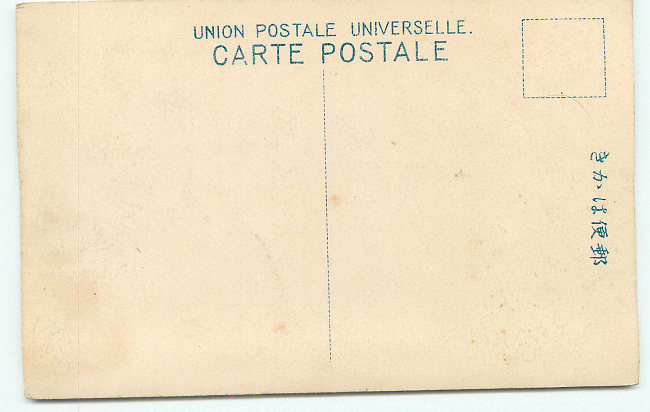 UNION POSTALE UNIVERSELLE.
CARTE POSTALE
郵便はかき